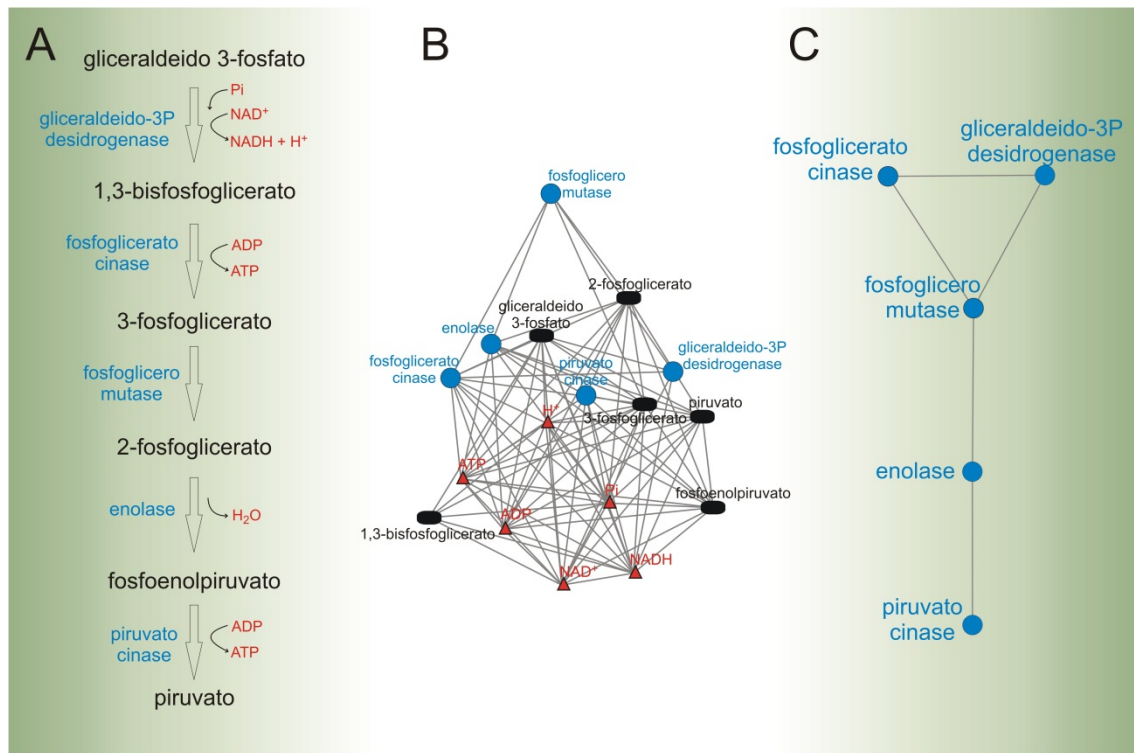 A
gliceraldeido 3-fosfato
Pi
gliceraldeido-3P
desidrogenase
NAD⁺
NADH + H⁺
1,3-bisfosfoglicerato
fosfoglicerato
cinase
ADP
ATP
3-fosfoglicerato
fosfoglicero
mutase
2-fosfoglicerato
enolase
H₂O
fosfoenolpiruvato
piruvato
cinase
ADP
ATP
piruvato
B
fosfoglicero
mutase
2-fosfoglicerato
gliceraldeido
3-fosfato
enolase
fosfoglicerato
cinase
piruvato
cinase
gliceraldeido-3P
desidrogenase
piruvato
3-fosfoglicerato
H⁺
ATP
Pi
fosfoenolpiruvato
ADP
1,3-bisfosfoglicerato
NADH
NAD⁺
C
fosfoglicerato
cinase
gliceraldeido-3P
desidrogenase
fosfoglicero
mutase
enolase
piruvato
cinase